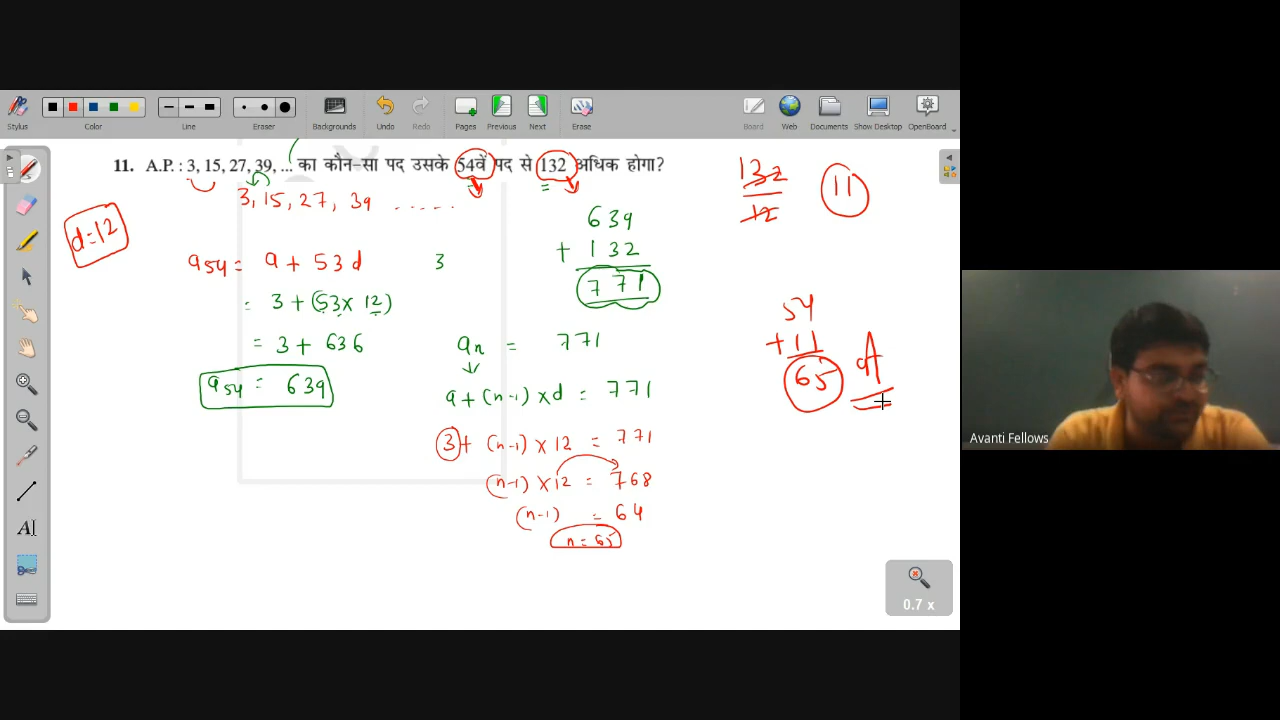 Stylus
Color
Line
Eraser
Backgrounds
Undo
Redo
Pages
Previous
Next
Erase
Board
Web
Documents
Show Desktop
OpenBoard
11. A.P. : 3, 15, 27, 39, ... का कौन-सा पद उसके 54वें पद से 132 अधिक होगा?
3, 15, 27, 39 ......
d=12
a54 = a + 53d
= 3 + (53 x 12)
= 3 + 636
a54 = 639
3
639
+ 132
771
an = 771
a + (n-1) x d = 771
3 + (n-1) x 12 = 771
(n-1) x 12 = 768
(n-1) = 64
n = 65
132
12
11
54
+ 11
65
A
Avanti Fellows
0.7 x